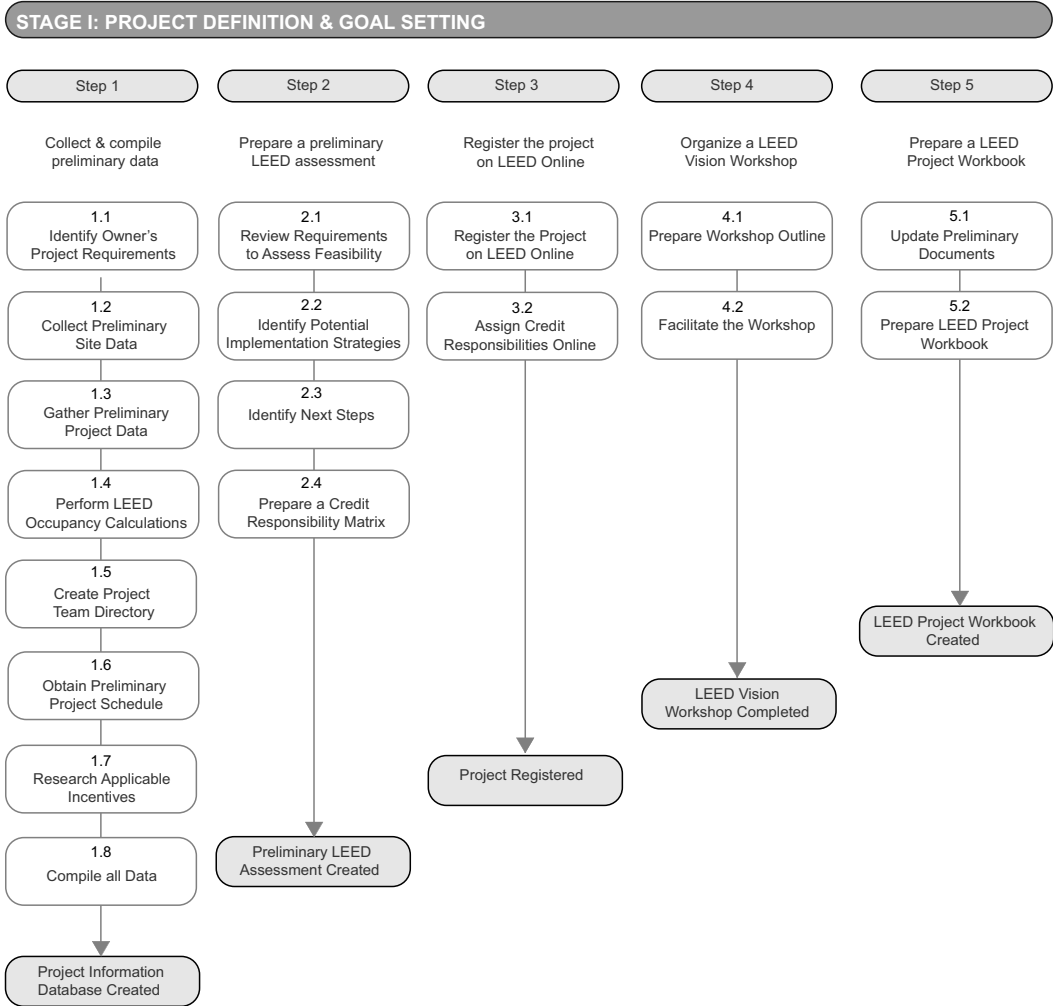 STAGE I: PROJECT DEFINITION & GOAL SETTING
Step 1
Collect & compile
preliminary data
1.1
Identify Owner's
Project Requirements
1.2
Collect Preliminary
Site Data
1.3
Gather Preliminary
Project Data
1.4
Perform LEED
Occupancy Calculations
1.5
Create Project
Team Directory
1.6
Obtain Preliminary
Project Schedule
1.7
Research Applicable
Incentives
1.8
Compile all Data
Project Information
Database Created
Step 2
Prepare a preliminary
LEED assessment
2.1
Review Requirements
to Assess Feasibility
2.2
Identify Potential
Implementation Strategies
2.3
Identify Next Steps
2.4
Prepare a Credit
Responsibility Matrix
Preliminary LEED
Assessment Created
Step 3
Register the project
on LEED Online
3.1
Register the Project
on LEED Online
3.2
Assign Credit
Responsibilities Online
Project Registered
Step 4
Organize a LEED
Vision Workshop
4.1
Prepare Workshop Outline
4.2
Facilitate the Workshop
LEED Vision
Workshop Completed
Step 5
Prepare a LEED
Project Workbook
5.1
Update Preliminary
Documents
5.2
Prepare LEED Project
Workbook
LEED Project Workbook
Created